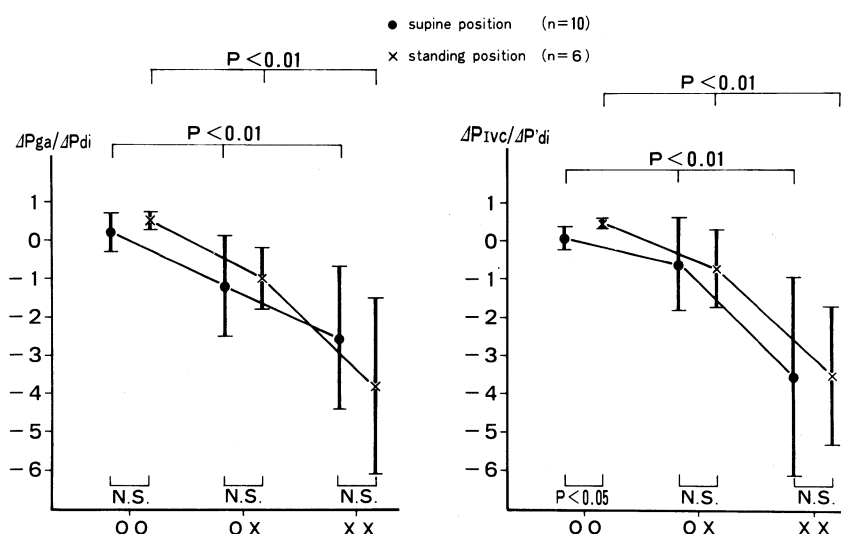 ● supine position (n=10)
× standing position (n=6)
P<0.01
P<0.01
ΔPga/ΔPdi
1
0
-1
-2
-3
-4
-5
-6
N.S.
N.S.
N.S.
OO
OX
XX
P<0.01
P<0.01
ΔPIvc/ΔP'di
1
0
-1
-2
-3
-4
-5
-6
P<0.05
N.S.
N.S.
OO
OX
XX